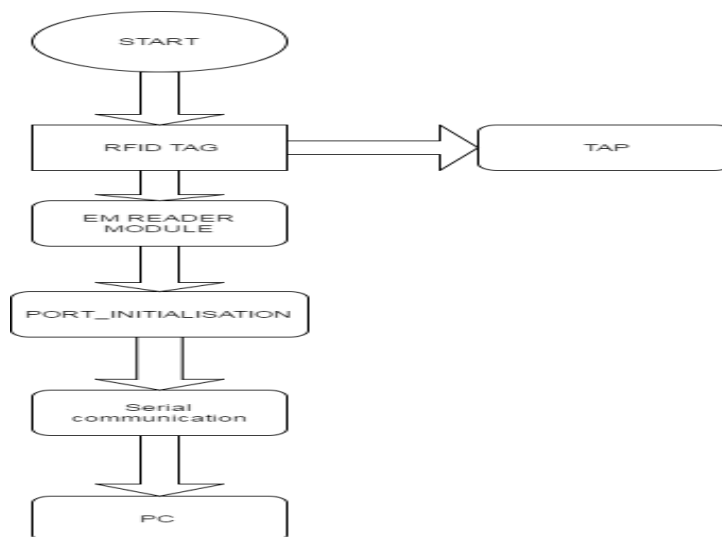 START
RFID TAG
TAP
EM READER
MODULE
PORT_INITIALISATION
Serial
communication
PC